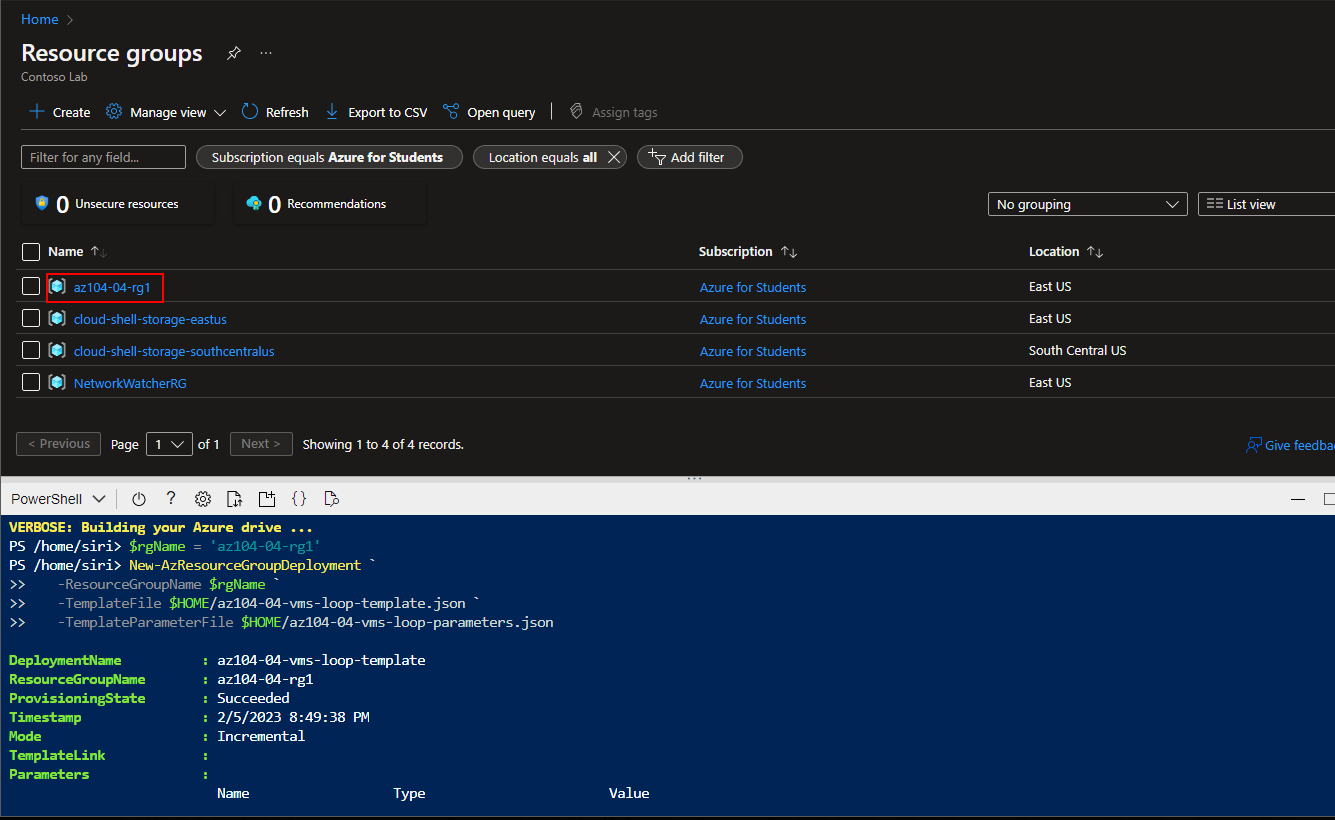 Home >
Resource groups ...
Contoso Lab
+ Create Manage view Refresh Export to CSV Open query Assign tags
Filter for any field... Subscription equals Azure for Students Location equals all Add filter
0 Unsecure resources 0 Recommendations No grouping List view
Name ↑↓ Subscription ↑↓ Location ↑↓
az104-04-rg1 Azure for Students East US
cloud-shell-storage-eastus Azure for Students East US
cloud-shell-storage-southcentralus Azure for Students South Central US
NetworkWatcherRG Azure for Students East US
< Previous Page 1 of 1 Next > Showing 1 to 4 of 4 records. Give feedba
PowerShell ? {}
VERBOSE: Building your Azure drive ...
PS /home/siri> $rgName = 'az104-04-rg1'
PS /home/siri> New-AzResourceGroupDeployment `
>> -ResourceGroupName $rgName `
>> -TemplateFile $HOME/az104-04-vms-loop-template.json `
>> -TemplateParameterFile $HOME/az104-04-vms-loop-parameters.json
DeploymentName : az104-04-vms-loop-template
ResourceGroupName : az104-04-rg1
ProvisioningState : Succeeded
Timestamp : 2/5/2023 8:49:38 PM
Mode : Incremental
TemplateLink :
Parameters :
Name Type Value